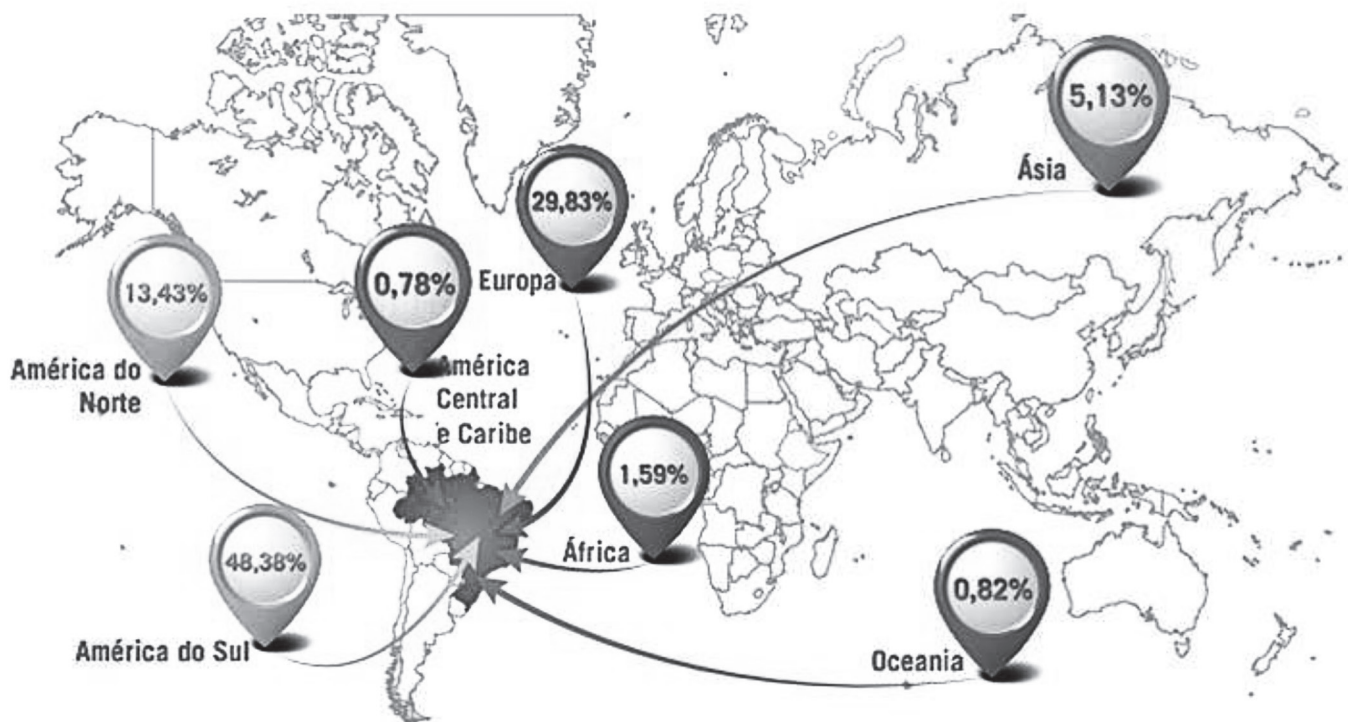 5,13%
Ásia
29,83%
Europa
13,43%
América do
Norte
0,78%
América
Central
e Caribe
1,59%
África
48,38%
América do Sul
0,82%
Oceania